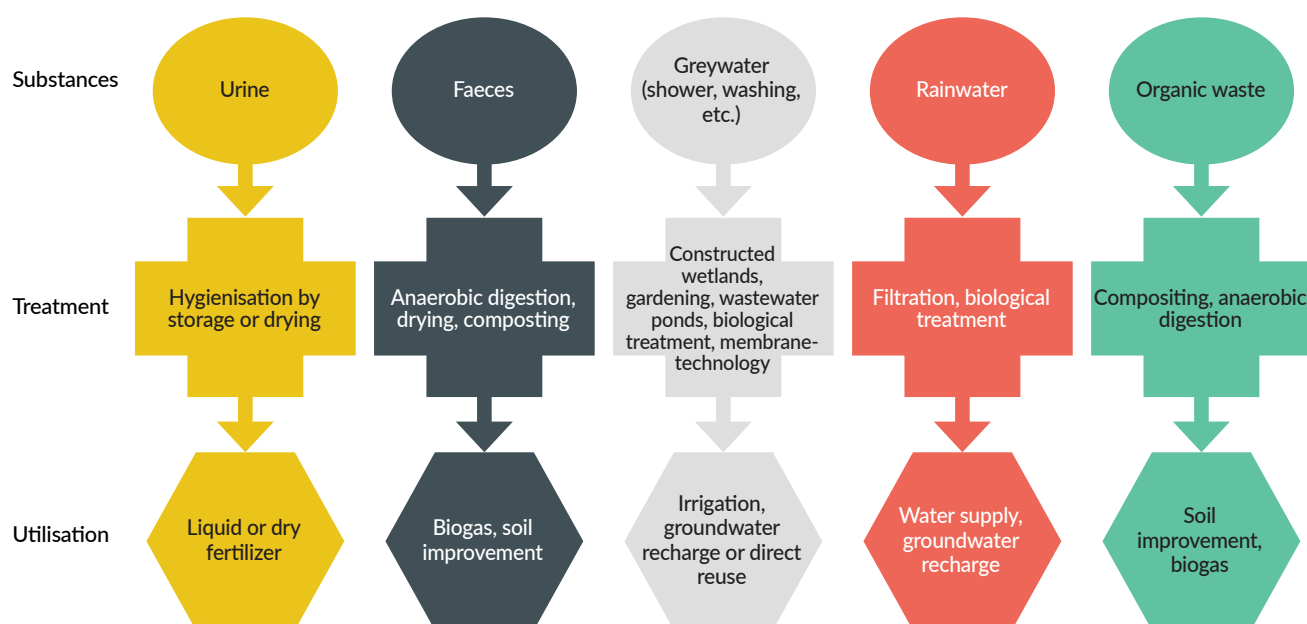 Substances
Urine
Faeces
Greywater
(shower, washing,
etc.)
Rainwater
Organic waste
Treatment
Hygienisation by
storage or drying
Anaerobic digestion,
drying, composting
Constructed
wetlands,
gardening, wastewater
ponds, biological
treatment, membrane-
technology
Filtration, biological
treatment
Compositing, anaerobic
digestion
Utilisation
Liquid or dry
fertilizer
Biogas, soil
improvement
Irrigation,
groundwater
recharge or direct
reuse
Water supply,
groundwater
recharge
Soil
improvement,
biogas